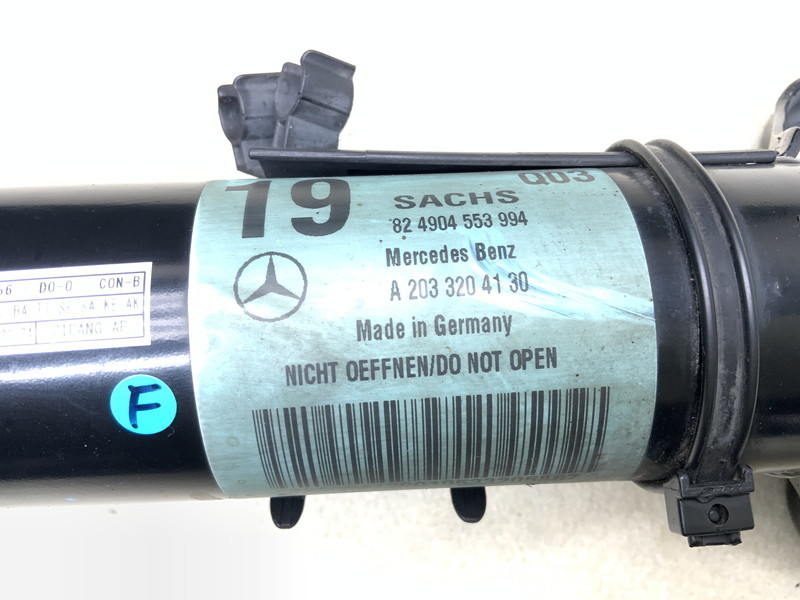 19
Q03
SACHS
82 4904 553 994
Mercedes Benz
A 203 320 41 30
Made in Germany
NICHT OEFFNEN/DO NOT OPEN
DO-0 CON-B
F